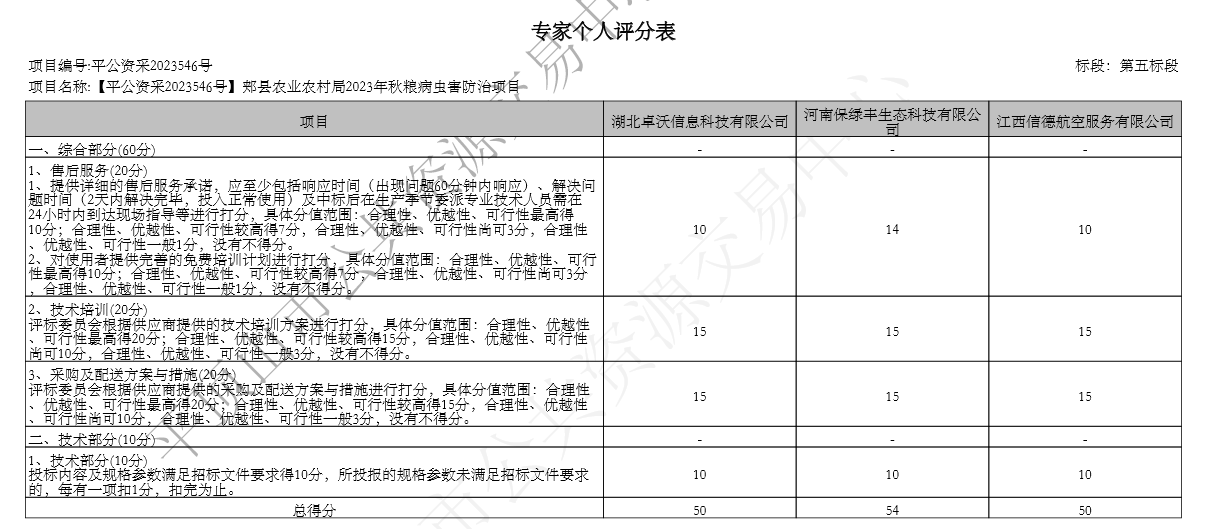 专家个人评分表
项目编号:平公资采2023546号
标段：第五标段
项目名称:【平公资采2023546号】郏县农业农村局2023年秋粮病虫害防治项目
项目
湖北卓沃信息科技有限公司
河南保绿丰生态科技有限公
司
江西信德航空服务有限公司
一、综合部分(60分)
-
-
-
1、售后服务(20分)
1、提供详细的售后服务承诺，应至少包括响应时间（出现问题60分钟内响应）、解决问
题时间（2天内解决完毕，投入正常使用）及中标后在生产季节委派专业技术人员需在
24小时内到达现场指导等进行打分，具体分值范围：合理性、优越性、可行性最高得
10分；合理性、优越性、可行性较高得7分，合理性、优越性、可行性尚可3分，合理性
、优越性、可行性一般1分，没有不得分。
2、对使用者提供完善的免费培训计划进行打分，具体分值范围：合理性、优越性、可行
性最高得10分；合理性、优越性、可行性较高得7分，合理性、优越性、可行性尚可3分
，合理性、优越性、可行性一般1分，没有不得分。
10
14
10
2、技术培训(20分)
评标委员会根据供应商提供的技术培训方案进行打分，具体分值范围：合理性、优越性
、可行性最高得20分；合理性、优越性、可行性较高得15分，合理性、优越性、可行性
尚可10分，合理性、优越性、可行性一般3分，没有不得分。
15
15
15
3、采购及配送方案与措施(20分)
评标委员会根据供应商提供的采购及配送方案与措施进行打分，具体分值范围：合理性
、优越性、可行性最高得20分；合理性、优越性、可行性较高得15分，合理性、优越性
、可行性尚可10分，合理性、优越性、可行性一般3分，没有不得分。
15
15
15
二、技术部分(10分)
-
-
-
1、技术部分(10分)
投标内容及规格参数满足招标文件要求得10分，所投报的规格参数未满足招标文件要求
的，每有一项扣1分，扣完为止。
10
10
10
总得分
50
54
50
平顶山市公共资源交易中心
市公共资源交易中心